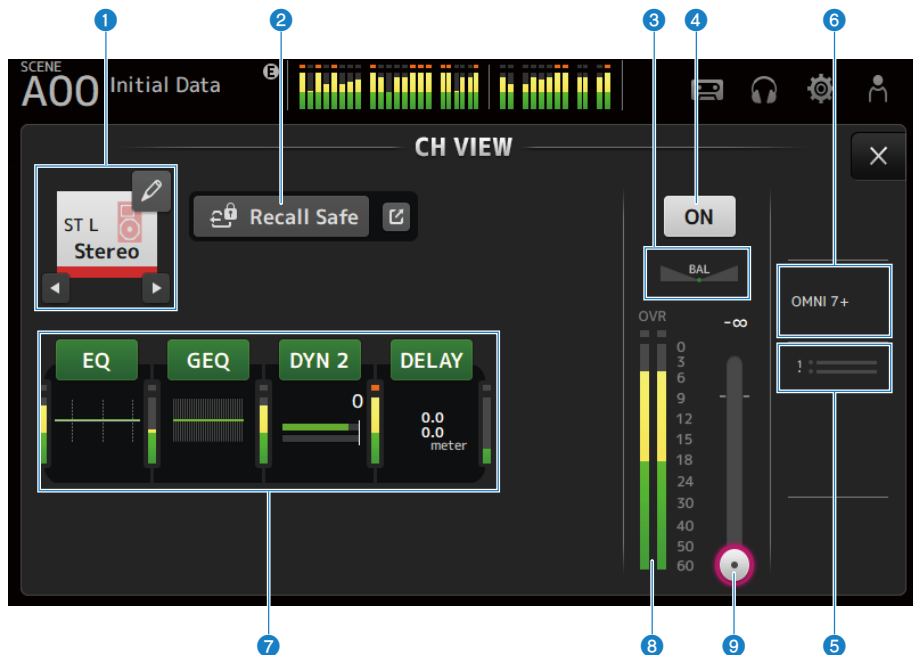 1
2
3
4
6
SCENE
A00 Initial Data
E
CH VIEW
ST L
Stereo
Recall Safe
ON
BAL
OMNI 7+
OVR
-∞
0
3
6
9
12
15
18
24
30
40
50
60
!
EQ
GEQ
DYN 2
DELAY
0
0.0
0.0
meter
7
8
9
5